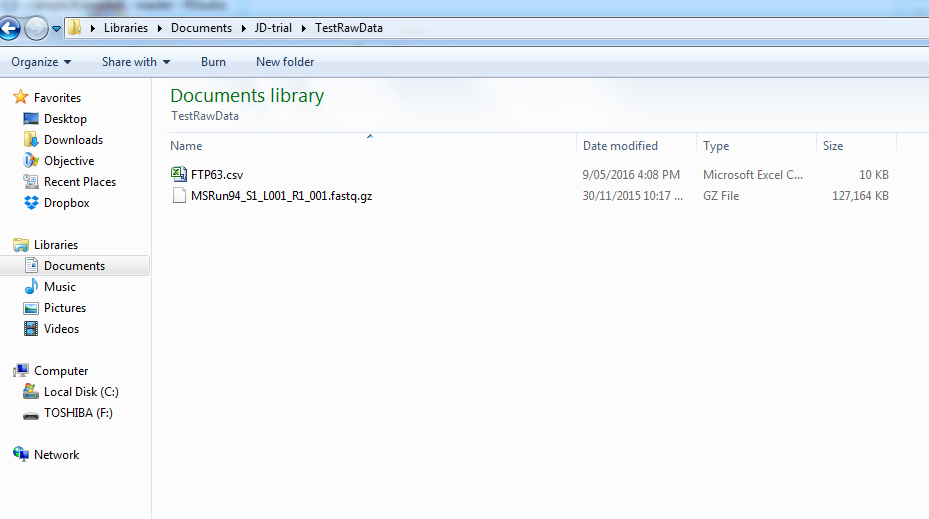 Libraries Documents JD-trial TestRawData
Organize Share with Burn New folder
Favorites
Desktop
Downloads
Objective
Recent Places
Dropbox
Libraries
Documents
Music
Pictures
Videos
Computer
Local Disk (C:)
TOSHIBA (F:)
Network
Documents library
TestRawData
Name Date modified Type Size
FTP63.csv 9/05/2016 4:08 PM Microsoft Excel C... 10 KB
MSRun94_S1_L001_R1_001.fastq.gz 30/11/2015 10:17 ... GZ File 127,164 KB